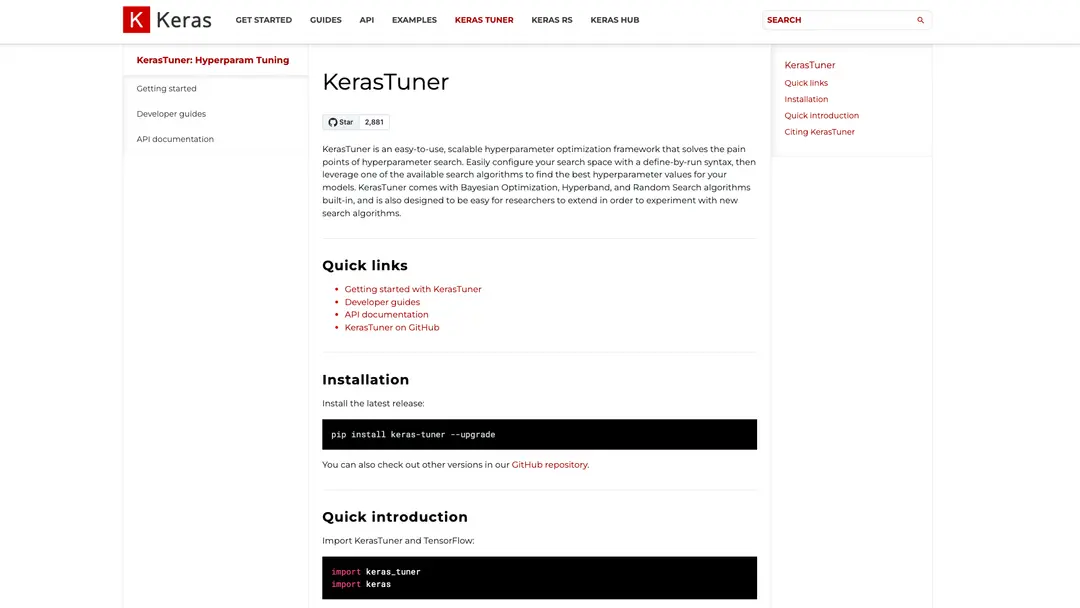 K Keras GET STARTED GUIDES API EXAMPLES KERAS TUNER KERAS RS KERAS HUB SEARCH
KerasTuner: Hyperparam Tuning
Getting started
Developer guides
API documentation
KerasTuner
Star 2,881
KerasTuner is an easy-to-use, scalable hyperparameter optimization framework that solves the pain
points of hyperparameter search. Easily configure your search space with a define-by-run syntax, then
leverage one of the available search algorithms to find the best hyperparameter values for your
models. KerasTuner comes with Bayesian Optimization, Hyperband, and Random Search algorithms
built-in, and is also designed to be easy for researchers to extend in order to experiment with new
search algorithms.
Quick links
• Getting started with KerasTuner
• Developer guides
• API documentation
• KerasTuner on GitHub
Installation
Install the latest release:
pip install keras-tuner --upgrade
You can also check out other versions in our GitHub repository.
Quick introduction
Import KerasTuner and TensorFlow:
import keras_tuner
import keras
KerasTuner
Quick links
Installation
Quick introduction
Citing KerasTuner